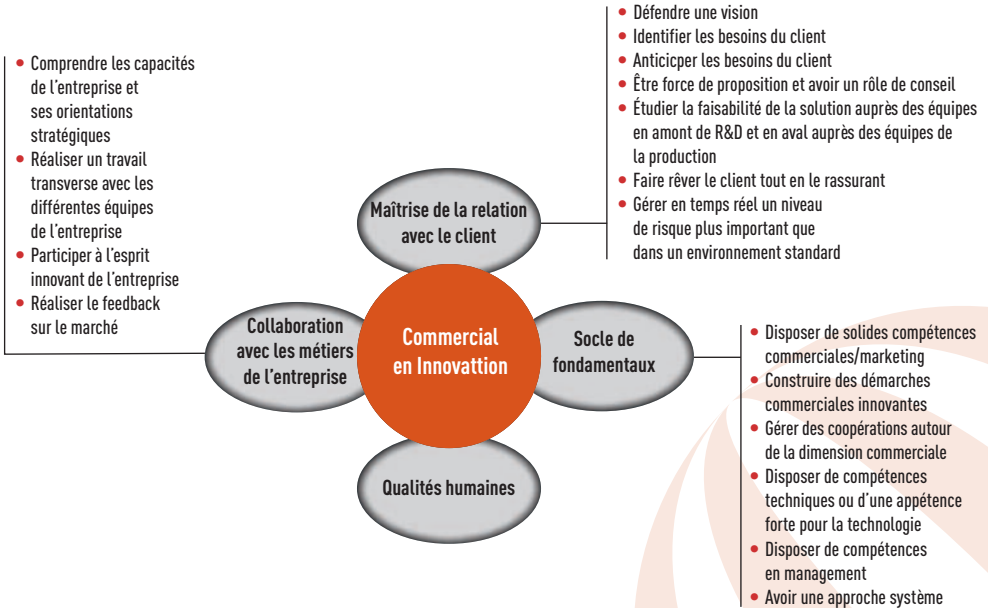 • Défendre une vision
• Identifier les besoins du client
• Anticicper les besoins du client
• Être force de proposition et avoir un rôle de conseil
• Étudier la faisabilité de la solution auprès des équipes
en amont de R&D et en aval auprès des équipes de
la production
• Faire rêver le client tout en le rassurant
• Gérer en temps réel un niveau
de risque plus important que
dans un environnement standard
• Comprendre les capacités
de l'entreprise et
ses orientations
stratégiques
• Réaliser un travail
transverse avec les
différentes équipes
de l'entreprise
• Participer à l'esprit
innovant de l'entreprise
• Réaliser le feedback
sur le marché
Maîtrise de la relation
avec le client
Collaboration
avec les métiers
de l'entreprise
Commercial
en Innovattion
Socle de
fondamentaux
Qualités humaines
• Disposer de solides compétences
commerciales/marketing
• Construire des démarches
commerciales innovantes
• Gérer des coopérations autour
de la dimension commerciale
• Disposer de compétences
techniques ou d'une appétence
forte pour la technologie
• Disposer de compétences
en management
• Avoir une approche système